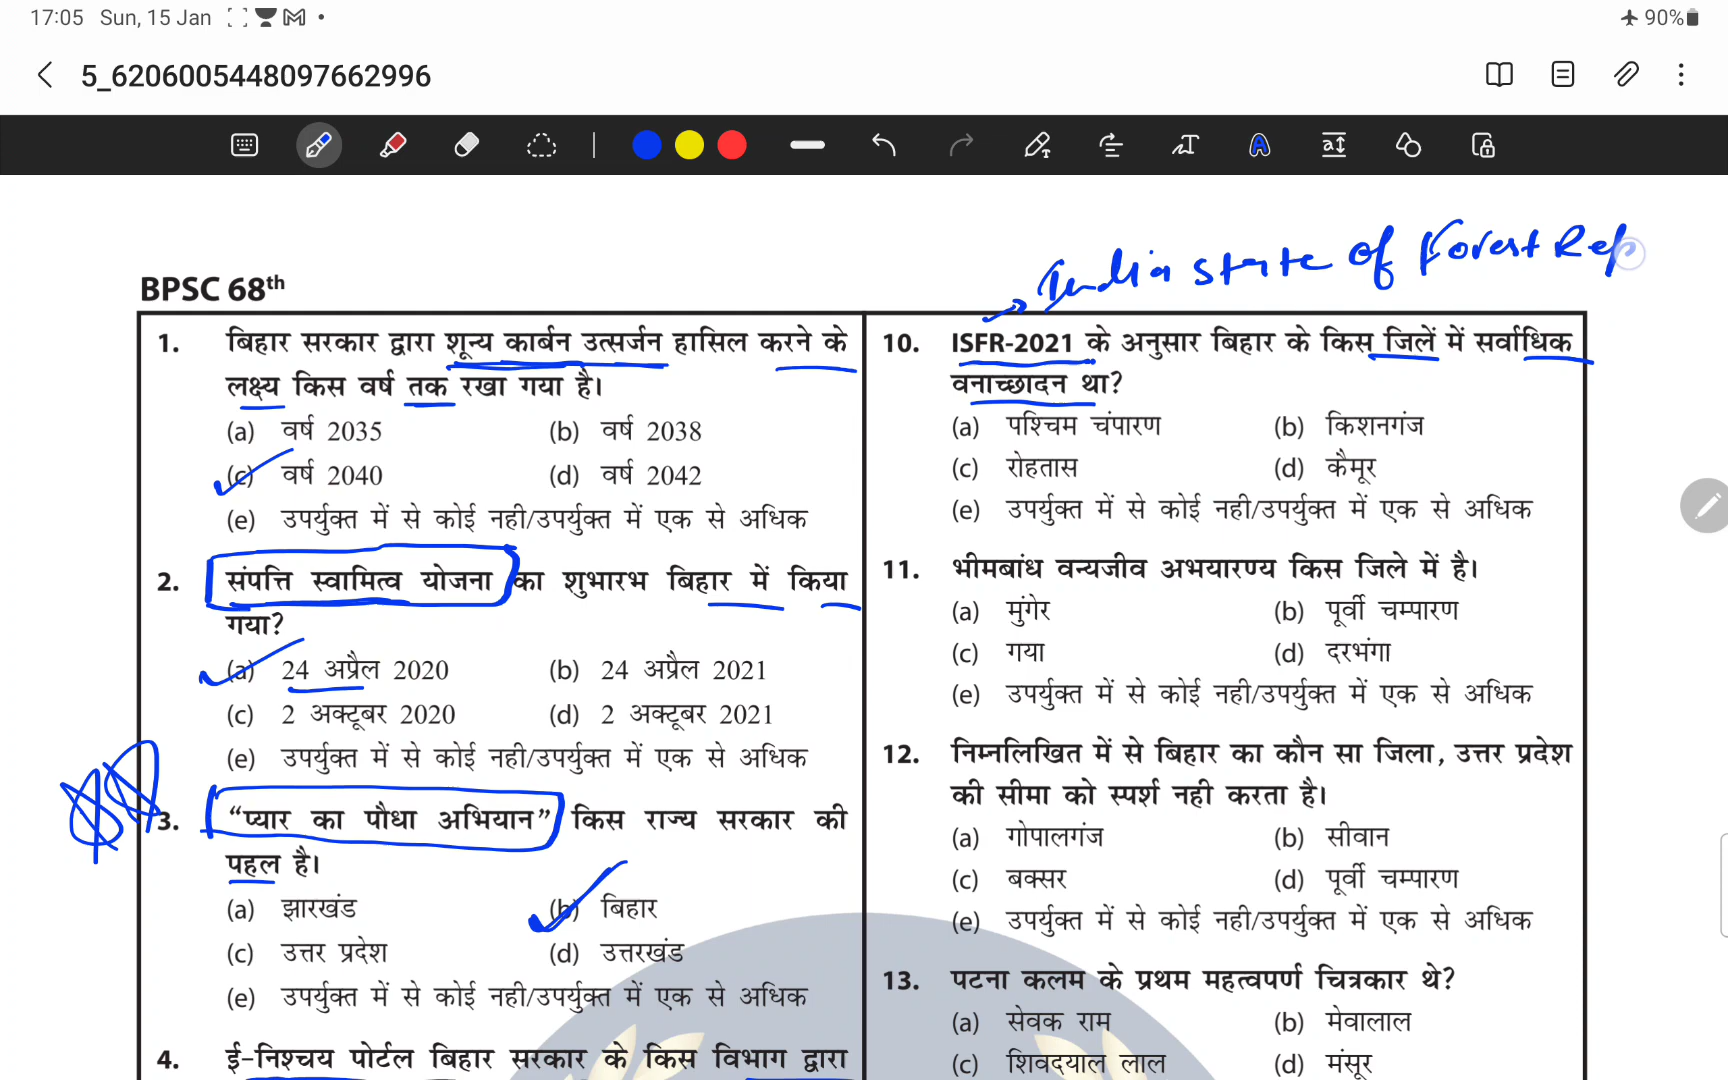 17:05 Sun, 15 Jan
90%
5_6206005448097662996
India state of Forest Rep
BPSC 68th
1. बिहार सरकार द्वारा शून्य कार्बन उत्सर्जन हासिल करने के
लक्ष्य किस वर्ष तक रखा गया है।
(a) वर्ष 2035 (b) वर्ष 2038
(c) वर्ष 2040 (d) वर्ष 2042
(e) उपर्युक्त में से कोई नही/उपर्युक्त में एक से अधिक
2. संपत्ति स्वामित्व योजना का शुभारभ बिहार में किया
गया?
(a) 24 अप्रैल 2020 (b) 24 अप्रैल 2021
(c) 2 अक्टूबर 2020 (d) 2 अक्टूबर 2021
(e) उपर्युक्त में से कोई नही/उपर्युक्त में एक से अधिक
3. “प्यार का पौधा अभियान” किस राज्य सरकार की
पहल है।
(a) झारखंड (b) बिहार
(c) उत्तर प्रदेश (d) उत्तरखंड
(e) उपर्युक्त में से कोई नही/उपर्युक्त में एक से अधिक
4. ई-निश्चय पोर्टल बिहार सरकार के किस विभाग द्वारा
10. ISFR-2021 के अनुसार बिहार के किस जिलें में सर्वाधिक
वनाच्छादन था?
(a) पश्चिम चंपारण (b) किशनगंज
(c) रोहतास (d) कैमूर
(e) उपर्युक्त में से कोई नही/उपर्युक्त में एक से अधिक
11. भीमबांध वन्यजीव अभयारण्य किस जिले में है।
(a) मुंगेर (b) पूर्वी चम्पारण
(c) गया (d) दरभंगा
(e) उपर्युक्त में से कोई नही/उपर्युक्त में एक से अधिक
12. निम्नलिखित में से बिहार का कौन सा जिला, उत्तर प्रदेश
की सीमा को स्पर्श नही करता है।
(a) गोपालगंज (b) सीवान
(c) बक्सर (d) पूर्वी चम्पारण
(e) उपर्युक्त में से कोई नही/उपर्युक्त में एक से अधिक
13. पटना कलम के प्रथम महत्वपर्ण चित्रकार थे?
(a) सेवक राम (b) मेवालाल
(c) शिवदयाल लाल (d) मंसूर